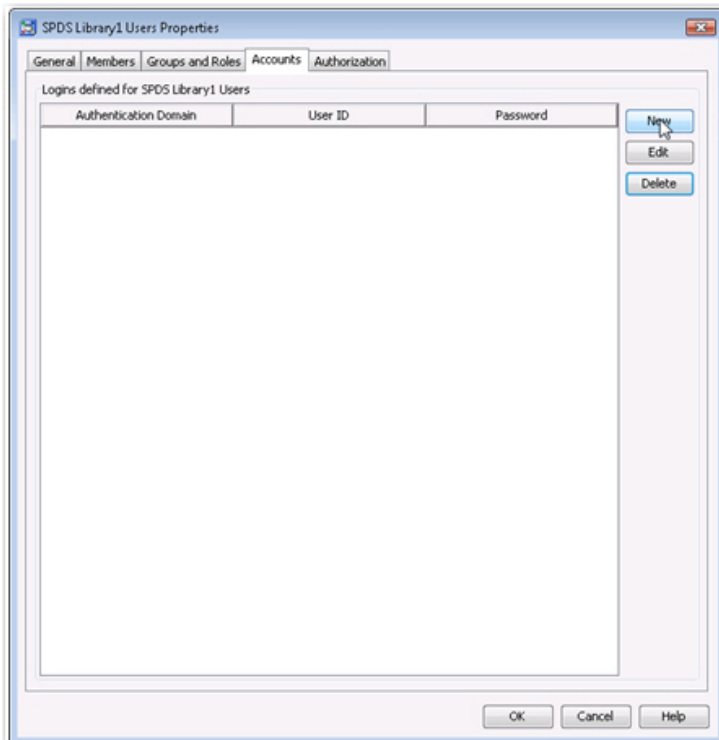 SPDS Library1 Users Properties
General Members Groups and Roles Accounts Authorization
Logins defined for SPDS Library1 Users
Authentication Domain User ID Password
New
Edit
Delete
OK Cancel Help